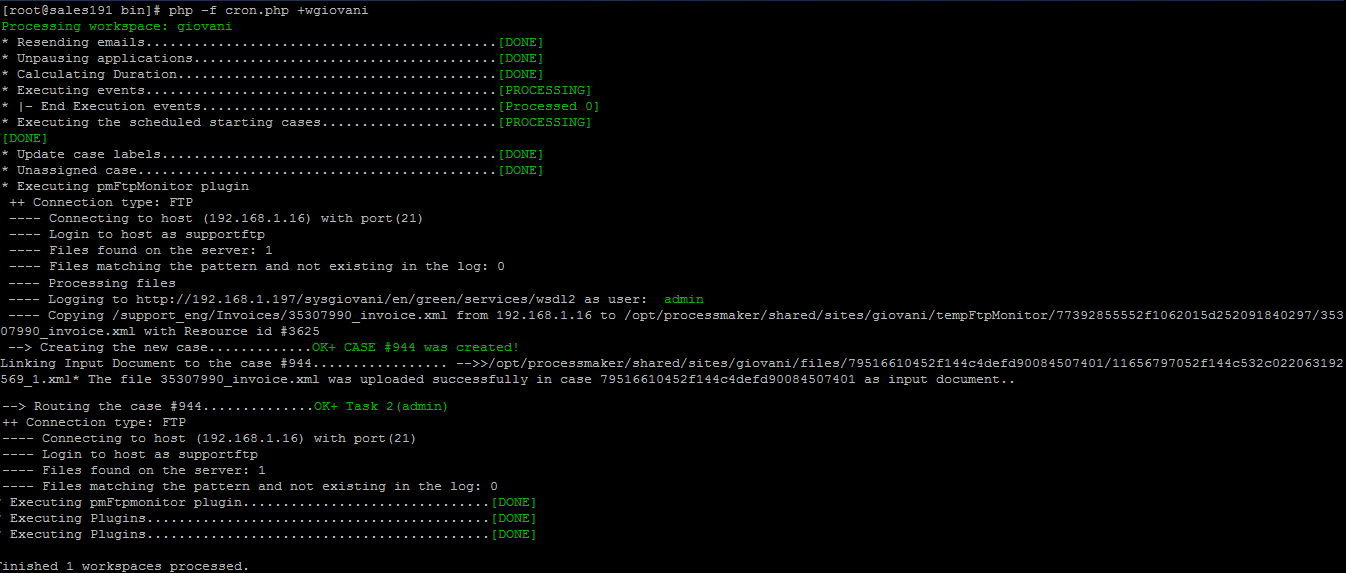 [root@sales191 bin]# php -f cron.php +wgiovani
Processing workspace: giovani
* Resending emails............................................[DONE]
* Unpausing applications......................................[DONE]
* Calculating Duration........................................[DONE]
* Executing events............................................[PROCESSING]
* |- End Execution events.....................................[Processed 0]
* Executing the scheduled starting cases......................[PROCESSING]
[DONE]
* Update case labels..........................................[DONE]
* Unassigned case.............................................[DONE]
* Executing pmFtpMonitor plugin
++ Connection type: FTP
---- Connecting to host (192.168.1.16) with port(21)
---- Login to host as supportftp
---- Files found on the server: 1
---- Files matching the pattern and not existing in the log: 0
---- Processing files
---- Logging to http://192.168.1.197/sysgiovani/en/green/services/wsdl2 as user:  admin
---- Copying /support_eng/Invoices/35307990_invoice.xml from 192.168.1.16 to /opt/processmaker/shared/sites/giovani/tempFtpMonitor/77392855552f1062015d252091840297/353
07990_invoice.xml with Resource id #3625
--> Creating the new case.............OK+ CASE #944 was created!
Linking Input Document to the case #944................. -->>/opt/processmaker/shared/sites/giovani/files/79516610452f144c4defd90084507401/11656797052f144c532c022063192
569_1.xml* The file 35307990_invoice.xml was uploaded successfully in case 79516610452f144c4defd90084507401 as input document..
--> Routing the case #944..............OK+ Task 2(admin)
++ Connection type: FTP
---- Connecting to host (192.168.1.16) with port(21)
---- Login to host as supportftp
---- Files found on the server: 1
---- Files matching the pattern and not existing in the log: 0
* Executing pmFtpmonitor plugin...............................[DONE]
* Executing Plugins...........................................[DONE]
* Executing Plugins...........................................[DONE]
Finished 1 workspaces processed.